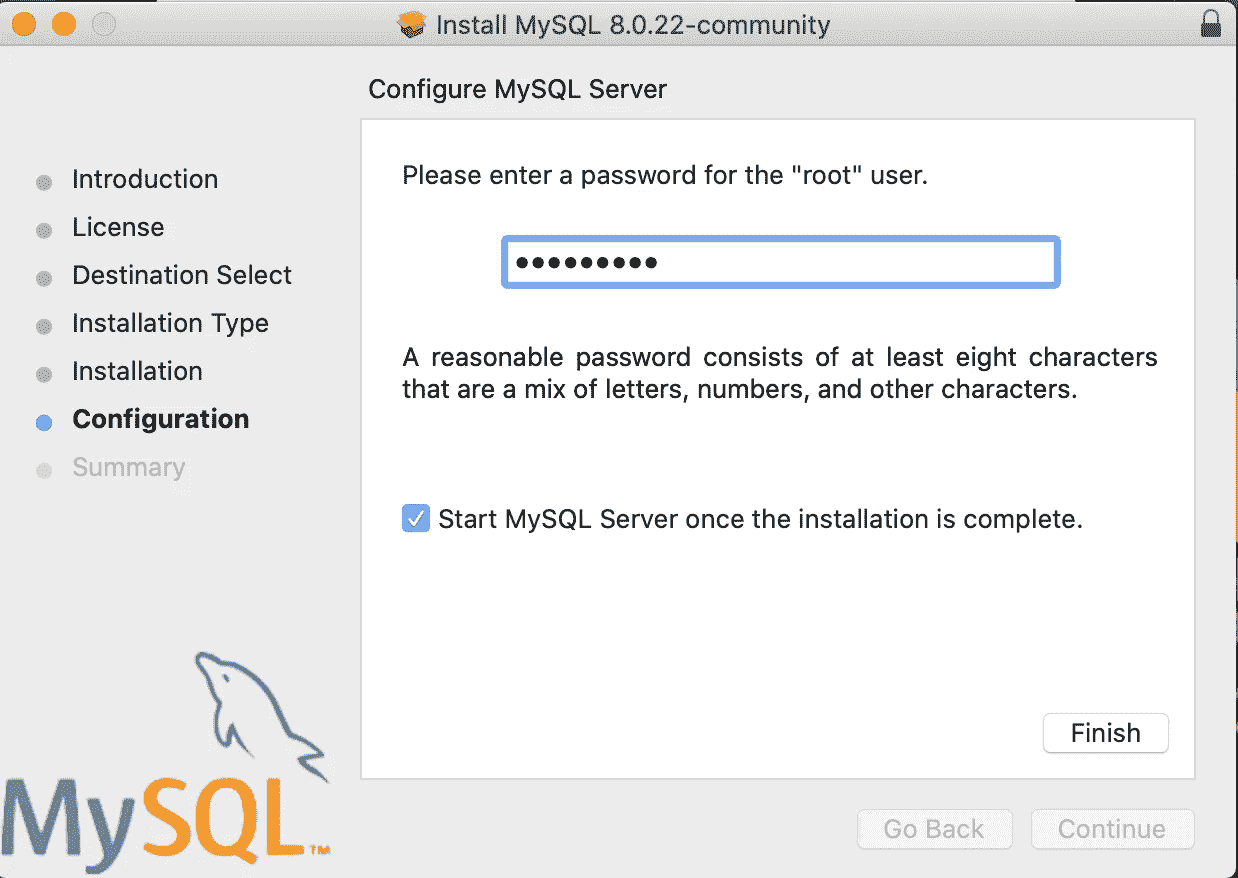 Install MySQL 8.0.22-community
Configure MySQL Server
Introduction
License
Destination Select
Installation Type
Installation
Configuration
Summary
Please enter a password for the "root" user.
●●●●●●●●●
A reasonable password consists of at least eight characters
that are a mix of letters, numbers, and other characters.
Start MySQL Server once the installation is complete.
Finish
MySQL™
Go Back
Continue